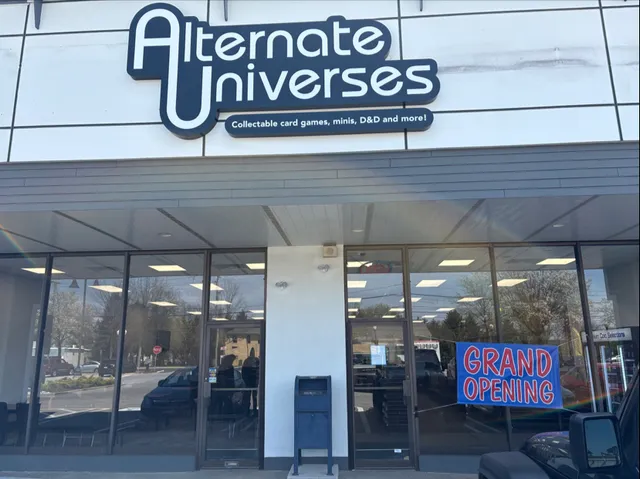 Alternate
Universes
Collectable card games, minis, D&D and more!
GRAND
OPENING